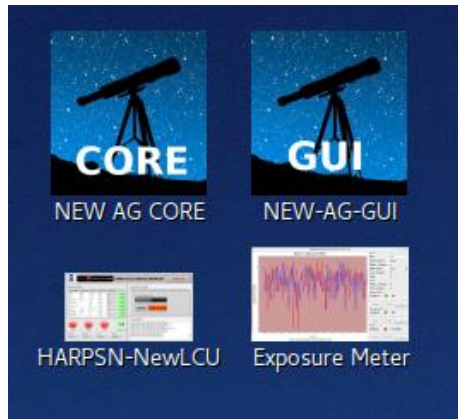 CORE
GUI
NEW AG CORE
NEW-AG-GUI
HARPSN-NewLCU
Exposure Meter